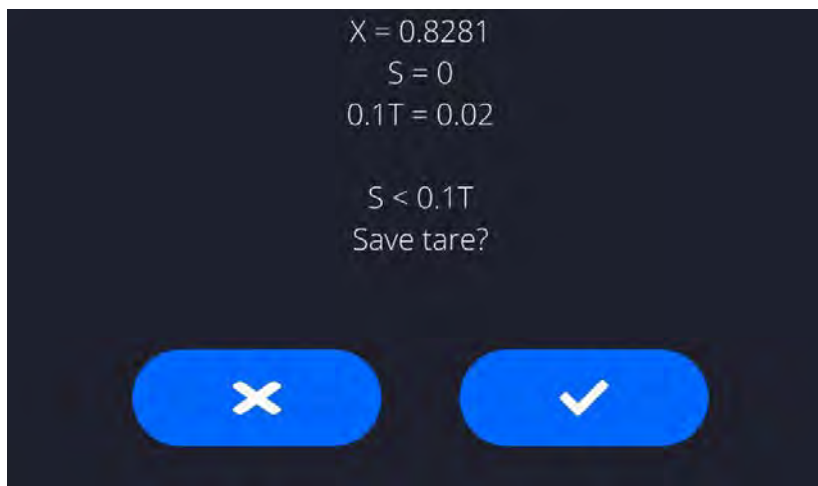 X = 0.8281
S = 0
0.1T = 0.02
S < 0.1T
Save tare?